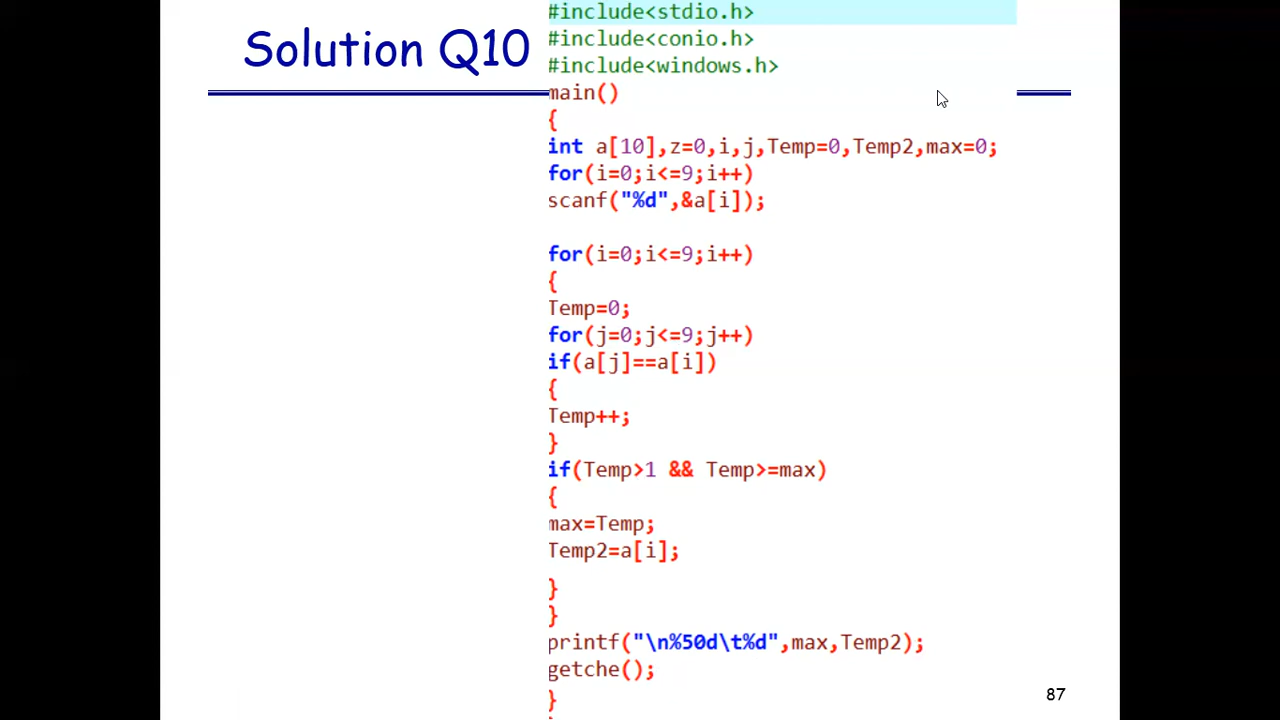 Solution Q10
#include<stdio.h>
#include<conio.h>
#include<windows.h>
main()
{
int a[10],z=0,i,j,Temp=0,Temp2,max=0;
for(i=0;i<=9;i++)
scanf("%d",&a[i]);
for(i=0;i<=9;i++)
{
Temp=0;
for(j=0;j<=9;j++)
if(a[j]==a[i])
{
Temp++;
}
if(Temp>1 && Temp>=max)
{
max=Temp;
Temp2=a[i];
}
}
printf("\n%50d\t%d",max,Temp2);
getche();
}
87